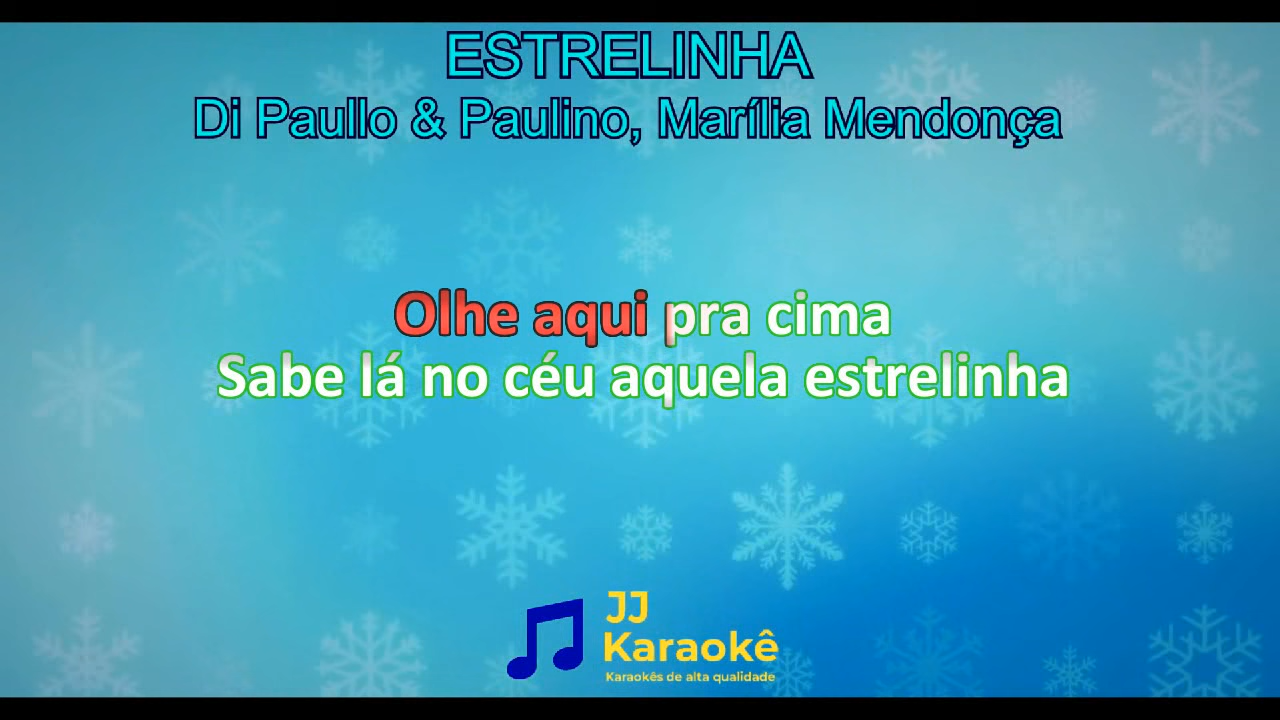 ESTRELINHA
Di Paullo & Paulino, Marília Mendonça
Olhe aqui pra cima
Sabe lá no céu aquela estrelinha
JJ
Karaokê
Karaokês de alta qualidade